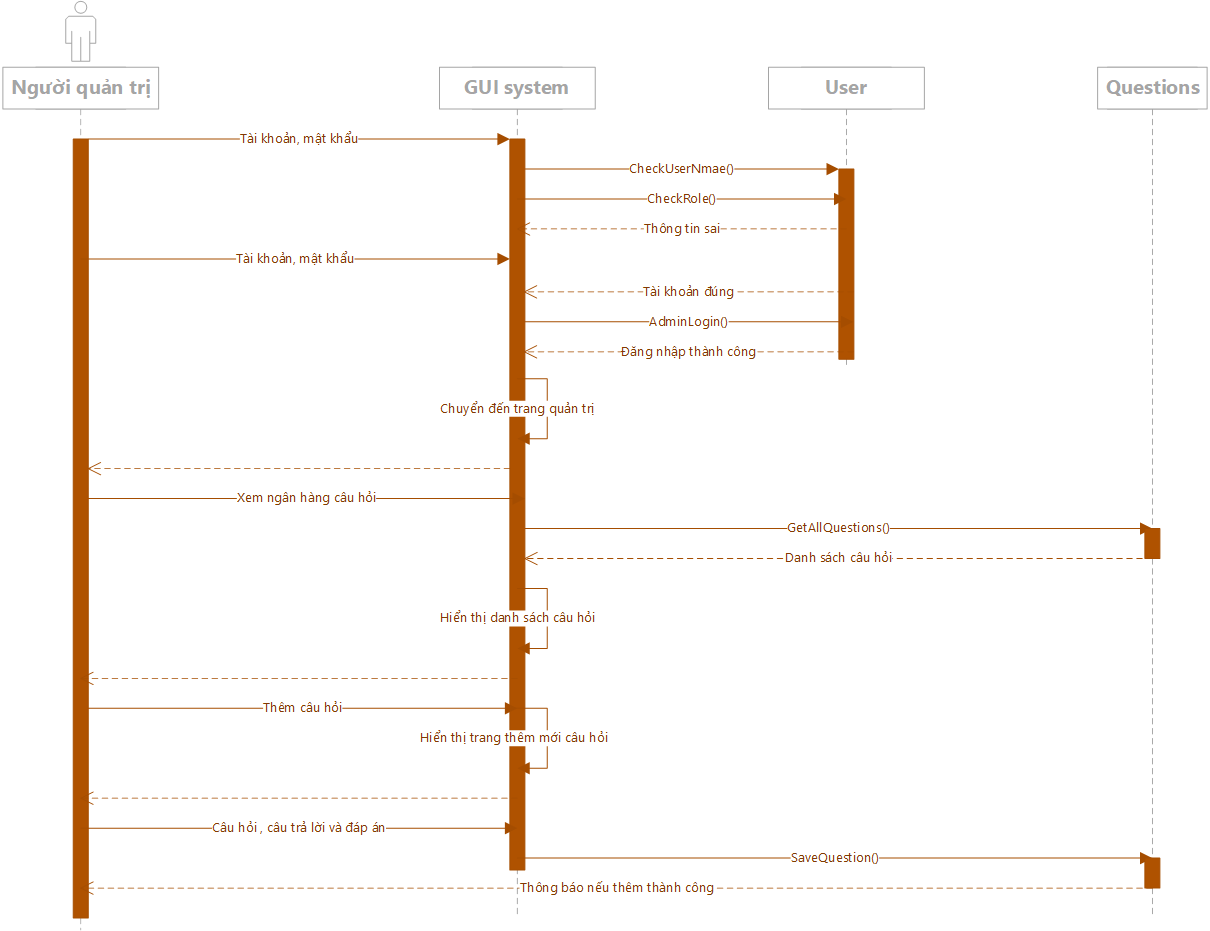 Người quản trị
GUI system
User
Questions
Tài khoản, mật khẩu
CheckUserNmae()
CheckRole()
Thông tin sai
Tài khoản, mật khẩu
Tài khoản đúng
AdminLogin()
Đăng nhập thành công
Chuyển đến trang quản trị
Xem ngân hàng câu hỏi
GetAllQuestions()
Danh sách câu hỏi
Hiển thị danh sách câu hỏi
Thêm câu hỏi
Hiển thị trang thêm mới câu hỏi
Câu hỏi , câu trả lời và đáp án
SaveQuestion()
Thông báo nếu thêm thành công